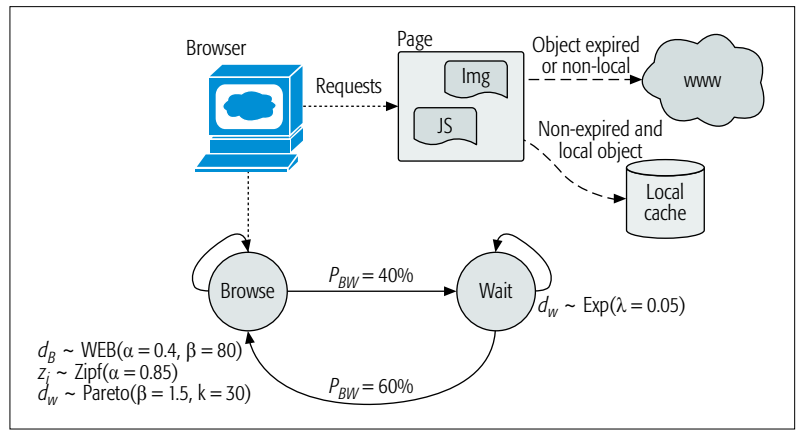 Browser
Requests
Page
Img
JS
Object expired
or non-local
www
Non-expired and
local object
Local
cache
Browse
P_BW = 40%
Wait
d_w ~ Exp(λ = 0.05)
d_B ~ WEB(α = 0.4, β = 80)
z_i ~ Zipf(α = 0.85)
d_w ~ Pareto(β = 1.5, k = 30)
P_BW = 60%